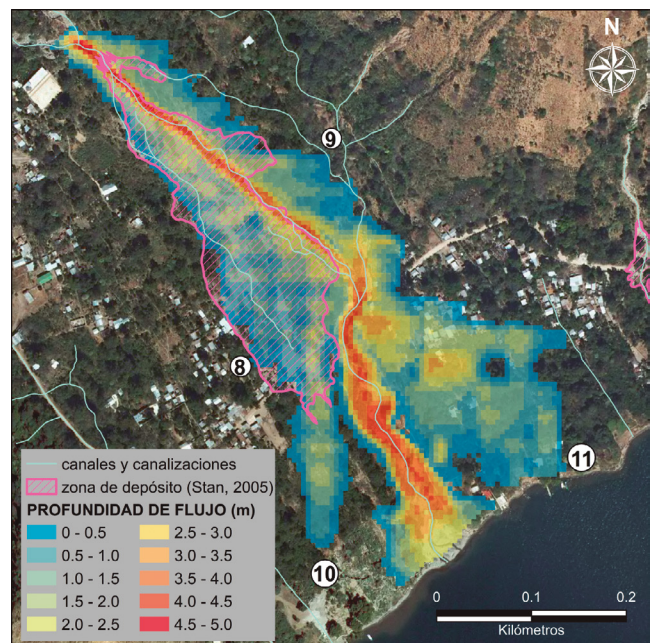 N
9
8
11
10
canales y canalizaciones
zona de depósito (Stan, 2005)
PROFUNDIDAD DE FLUJO (m)
0 - 0.5
0.5 - 1.0
1.0 - 1.5
1.5 - 2.0
2.0 - 2.5
2.5 - 3.0
3.0 - 3.5
3.5 - 4.0
4.0 - 4.5
4.5 - 5.0
0 0.1 0.2
Kilómetros